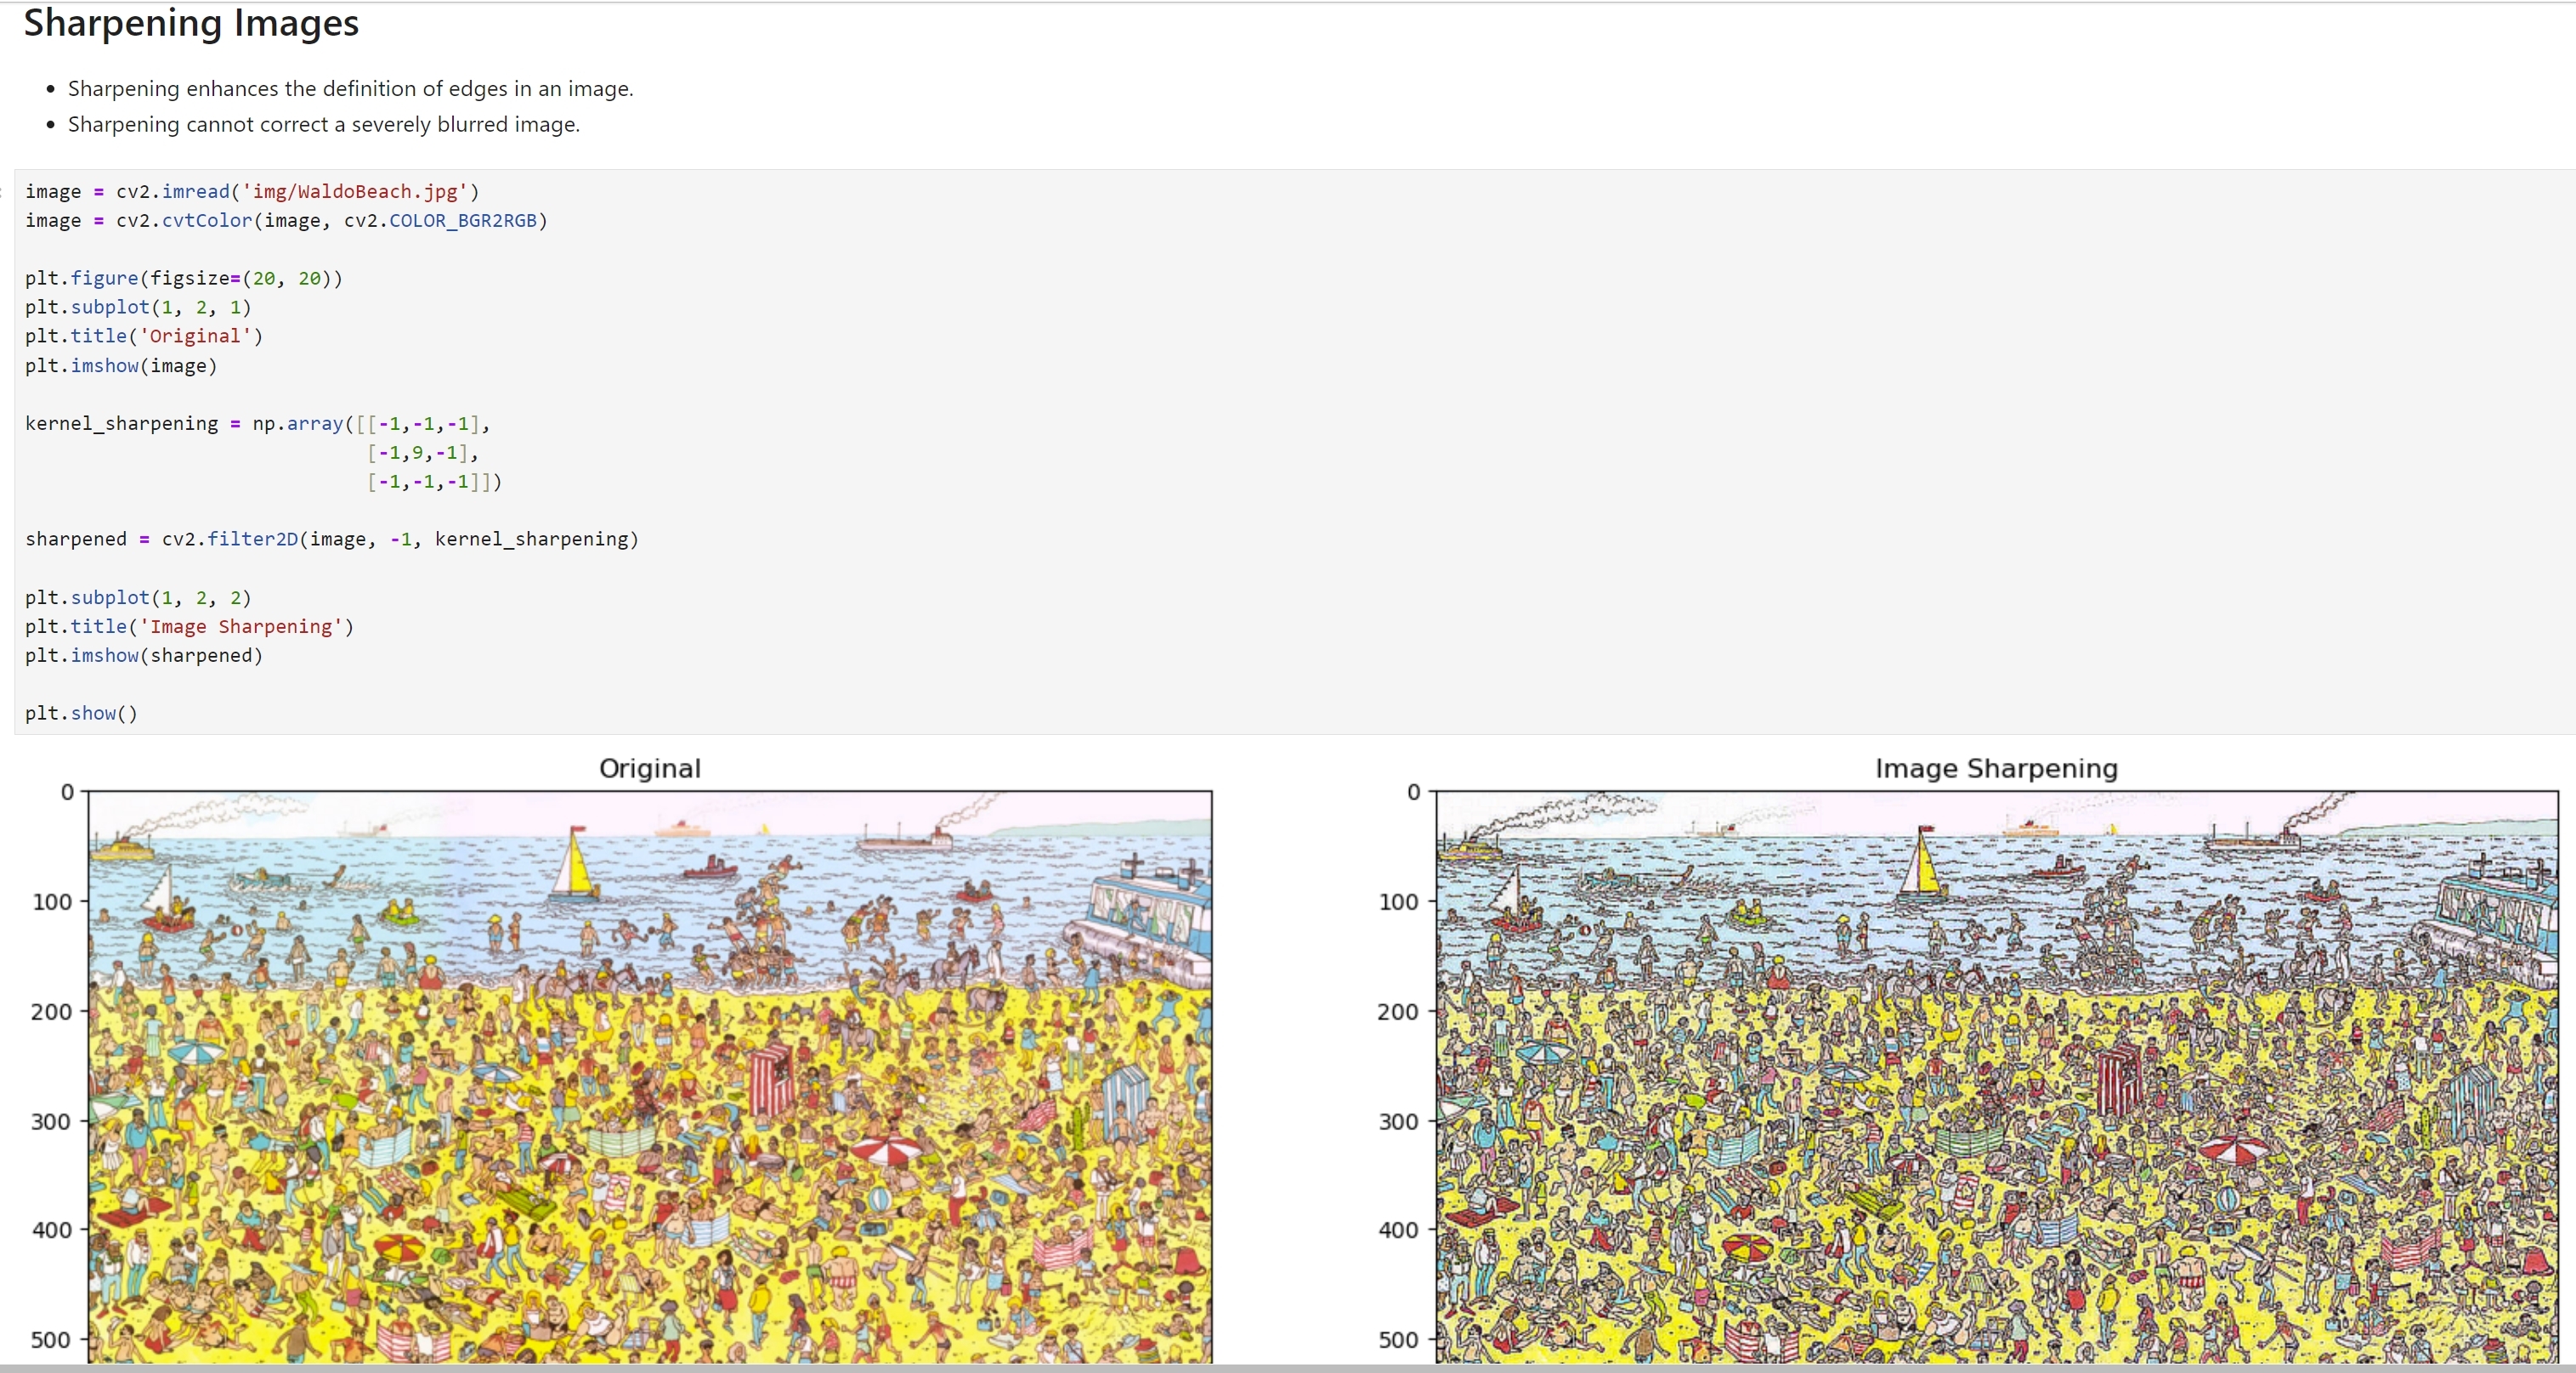 Sharpening Images
• Sharpening enhances the definition of edges in an image.
• Sharpening cannot correct a severely blurred image.
image = cv2.imread('img/WaldoBeach.jpg')
image = cv2.cvtColor(image, cv2.COLOR_BGR2RGB)
plt.figure(figsize=(20, 20))
plt.subplot(1, 2, 1)
plt.title('Original')
plt.imshow(image)
kernel_sharpening = np.array([[-1,-1,-1],
[-1,9,-1],
[-1,-1,-1]])
sharpened = cv2.filter2D(image, -1, kernel_sharpening)
plt.subplot(1, 2, 2)
plt.title('Image Sharpening')
plt.imshow(sharpened)
plt.show()
Original
0
100
200
300
400
500
Image Sharpening
0
100
200
300
400
500